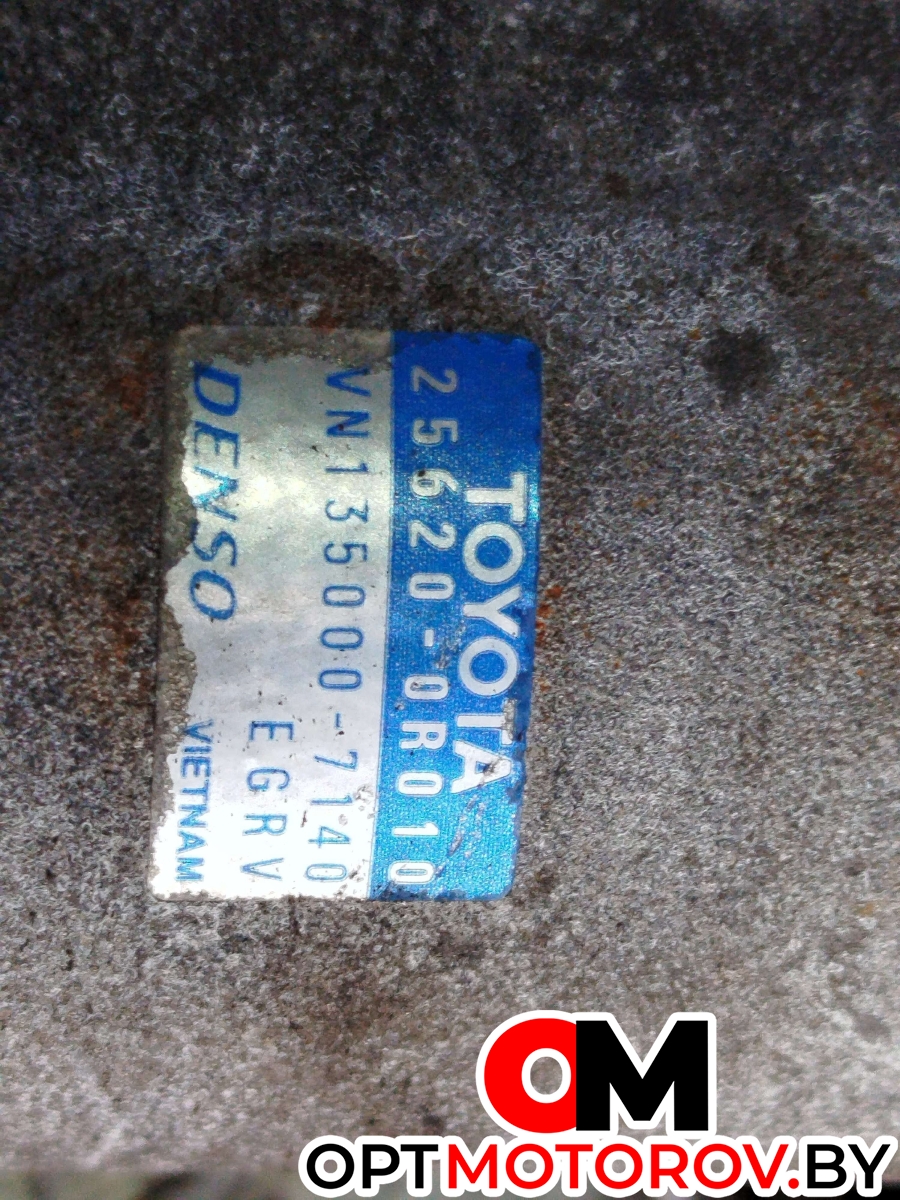 TOYOTA
25620-0R010
VN135000-7140
EGRV
DENSO VIETNAM
OM
OPTMOTOROV.BY